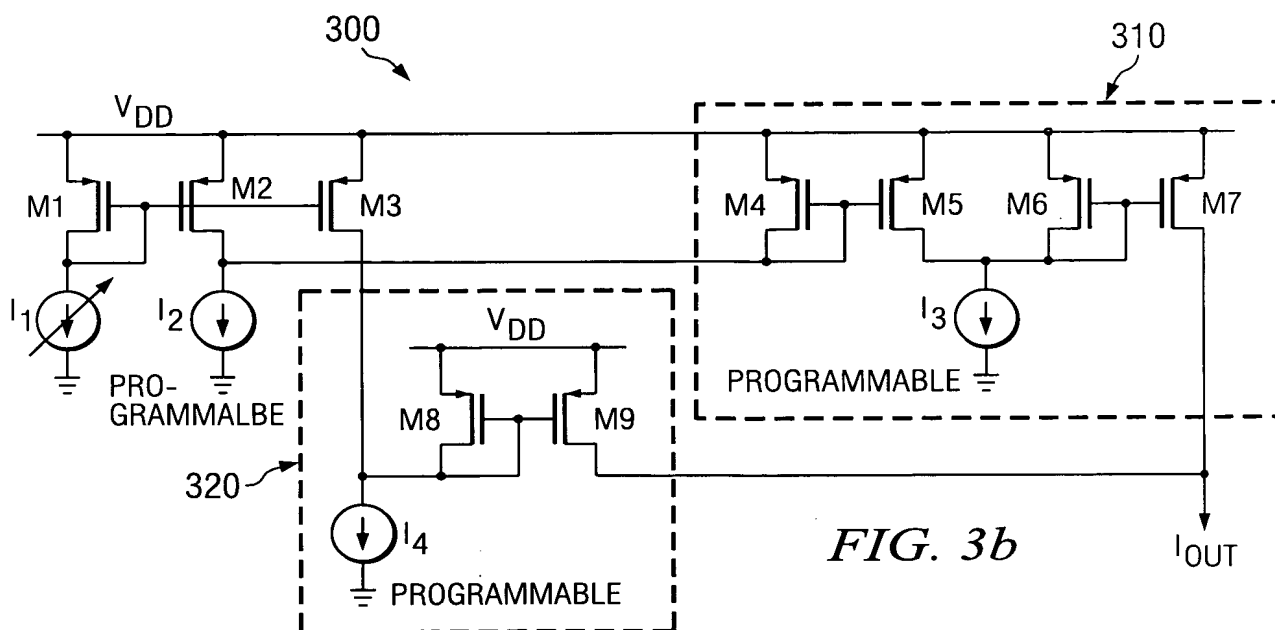 300
310
VDD
M1
M2
M3
M4
M5
M6
M7
I1
I2
I3
PRO-
GRAMMALBE
VDD
PROGRAMMABLE
M8
M9
320
I4
PROGRAMMABLE
FIG. 3b
IOUT